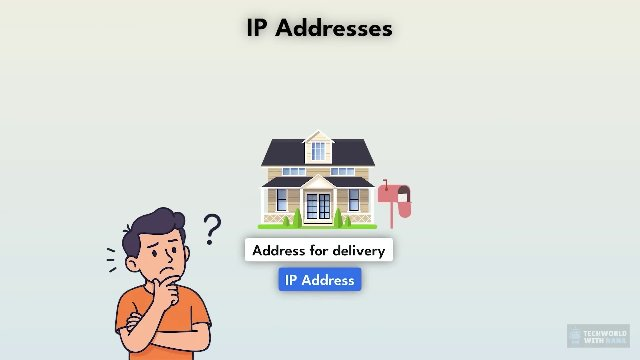 IP Addresses
?
Address for delivery
IP Address
TECHWORLD
WITH NANA